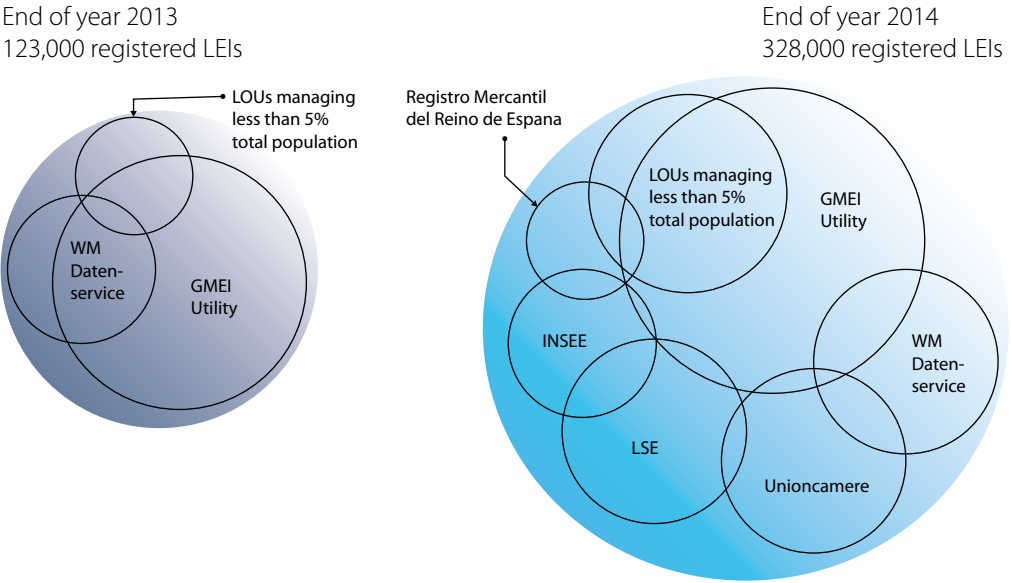 End of year 2013
123,000 registered LEIs
LOUs managing
less than 5%
total population
WM
Daten-
service
GMEI
Utility
End of year 2014
328,000 registered LEIs
Registro Mercantil
del Reino de Espana
LOUs managing
less than 5%
total population
GMEI
Utility
INSEE
WM
Daten-
service
LSE
Unioncamere